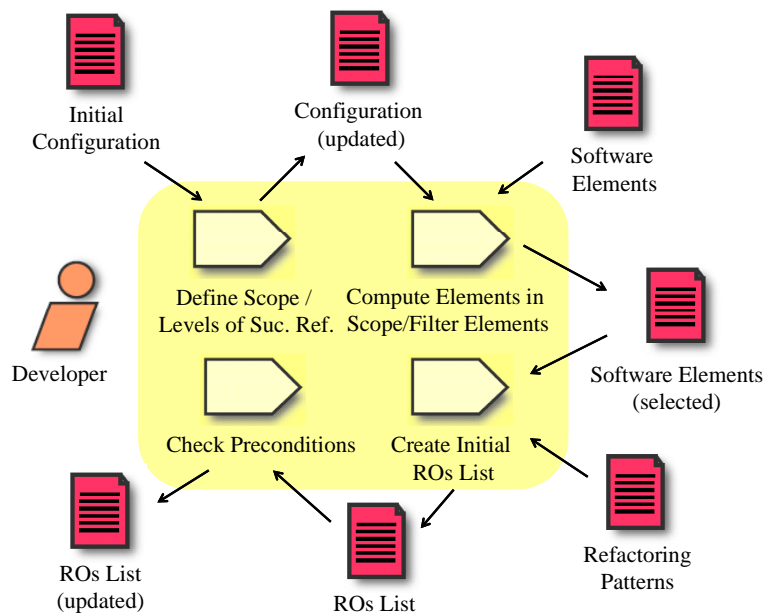 Initial
Configuration
Configuration
(updated)
Software
Elements
Define Scope /
Levels of Suc. Ref.
Compute Elements in
Scope/Filter Elements
Developer
Software Elements
(selected)
Check Preconditions
Create Initial
ROs List
ROs List
(updated)
ROs List
Refactoring
Patterns